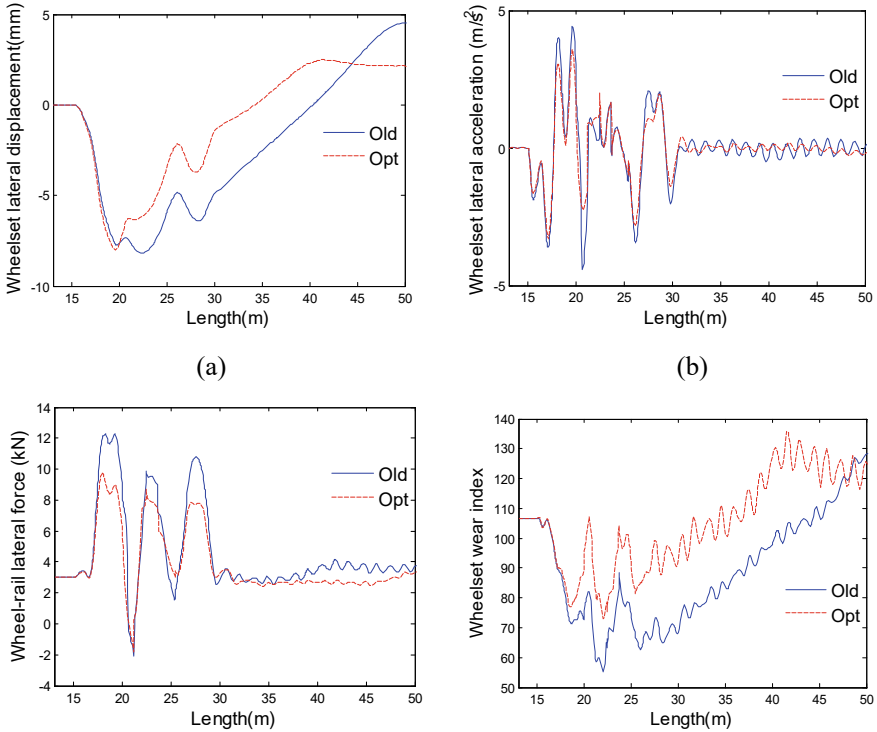 Wheelset lateral displacement(mm)
5
0
-5
-10
15 20 25 30 35 40 45 50
Length(m)
Old
Opt
(a)
Wheelset lateral acceleration (m/s²)
5
0
-5
15 20 25 30 35 40 45 50
Length(m)
Old
Opt
(b)
Wheel-rail lateral force (kN)
14
12
10
8
6
4
2
0
-2
-4
15 20 25 30 35 40 45 50
Length(m)
Old
Opt
Wheelset wear index
140
130
120
110
100
90
80
70
60
50
15 20 25 30 35 40 45 50
Length(m)
Old
Opt